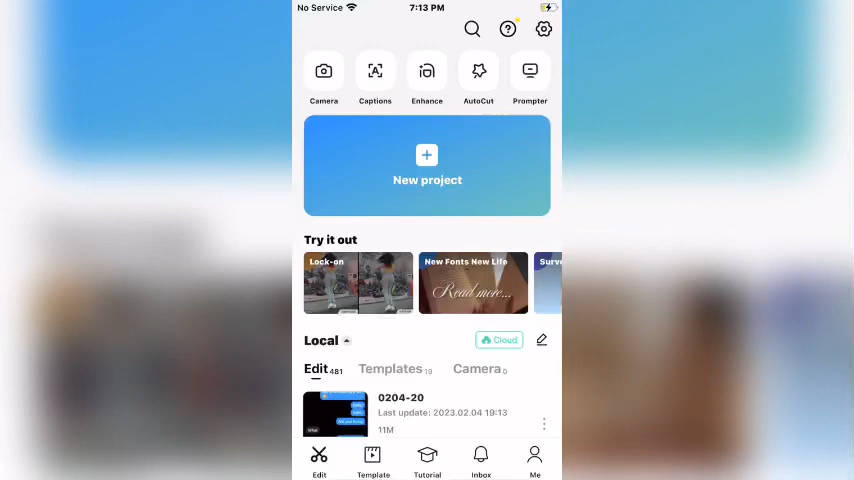 No Service
7:13 PM
Camera
Captions
Enhance
AutoCut
Prompter
New project
Try it out
Lock-on
New Fonts New Life
Read more...
Local
Cloud
Edit 481
Templates 19
Camera 0
0204-20
Last update: 2023.02.04 19:13
11M
What
Edit
Template
Tutorial
Inbox
Me